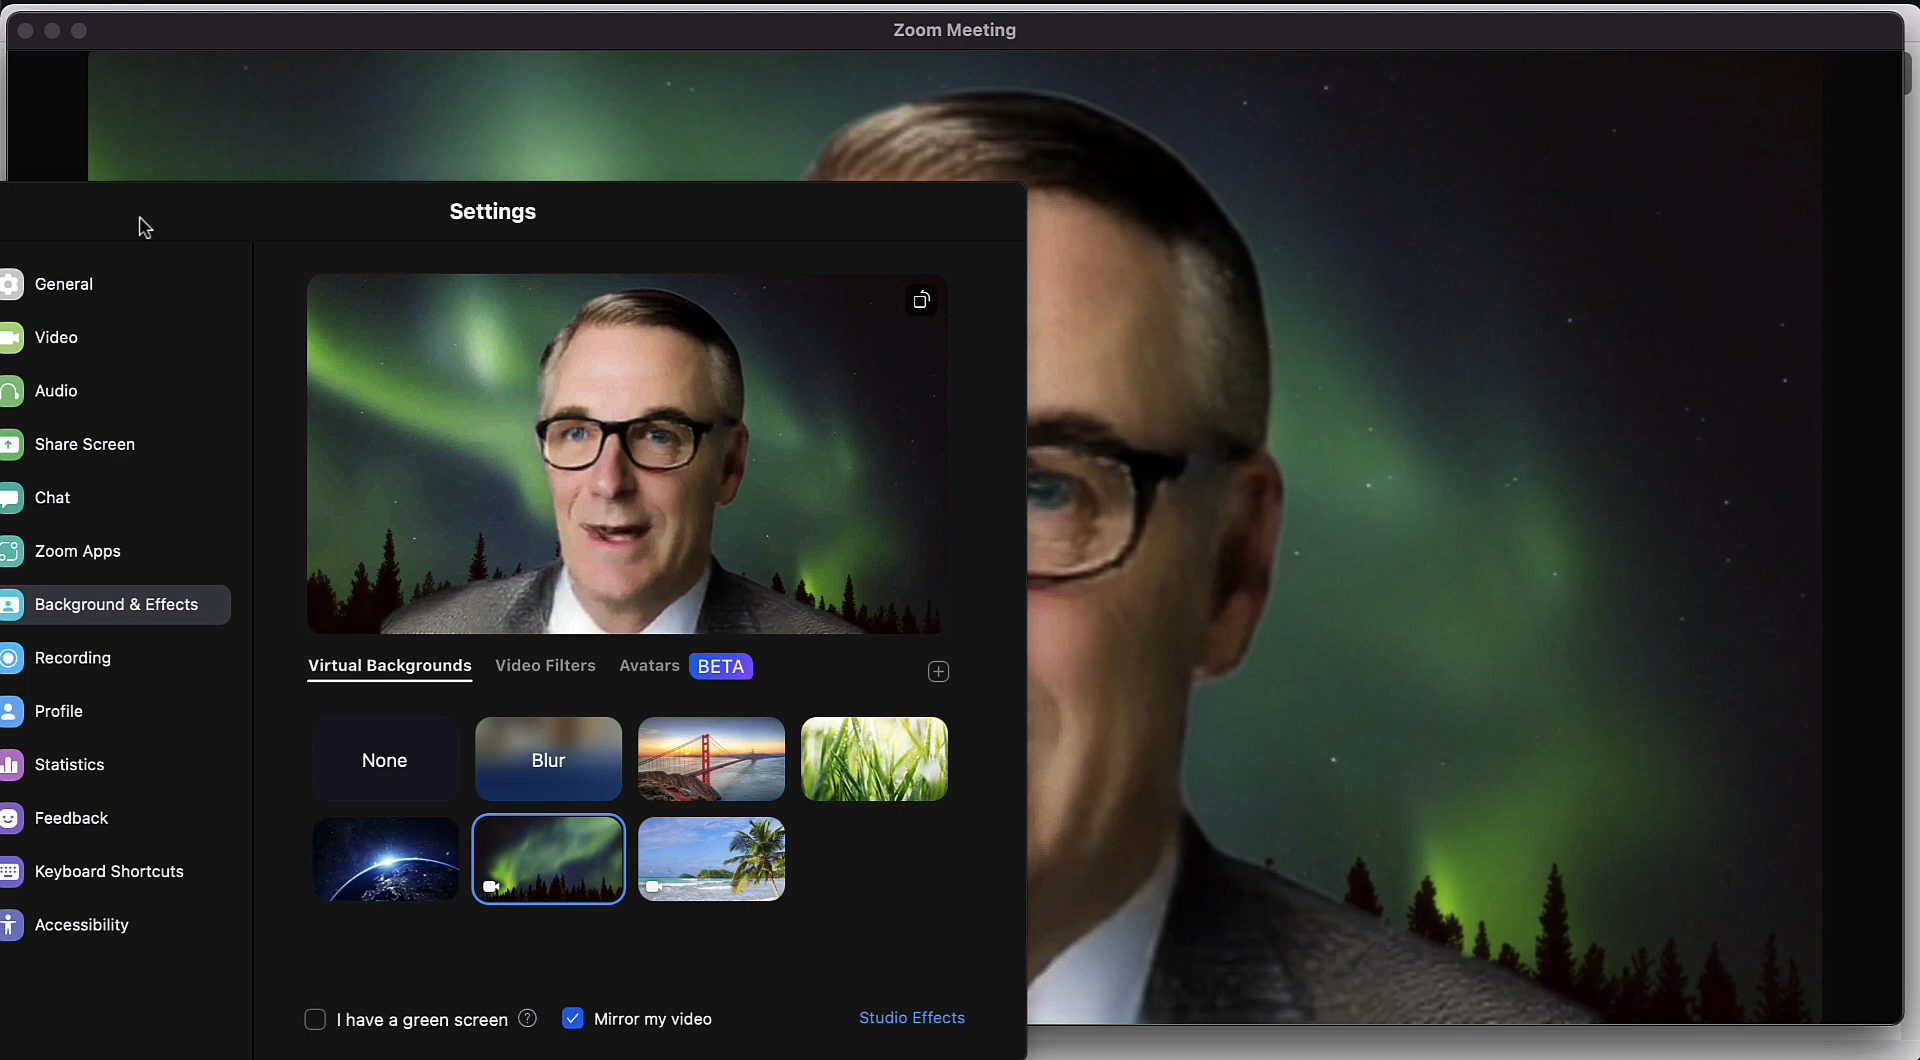 Zoom Meeting
Settings
General
Video
Audio
Share Screen
Chat
Zoom Apps
Background & Effects
Recording
Profile
Statistics
Feedback
Keyboard Shortcuts
Accessibility
Virtual Backgrounds Video Filters Avatars BETA
None Blur
I have a green screen ? Mirror my video Studio Effects